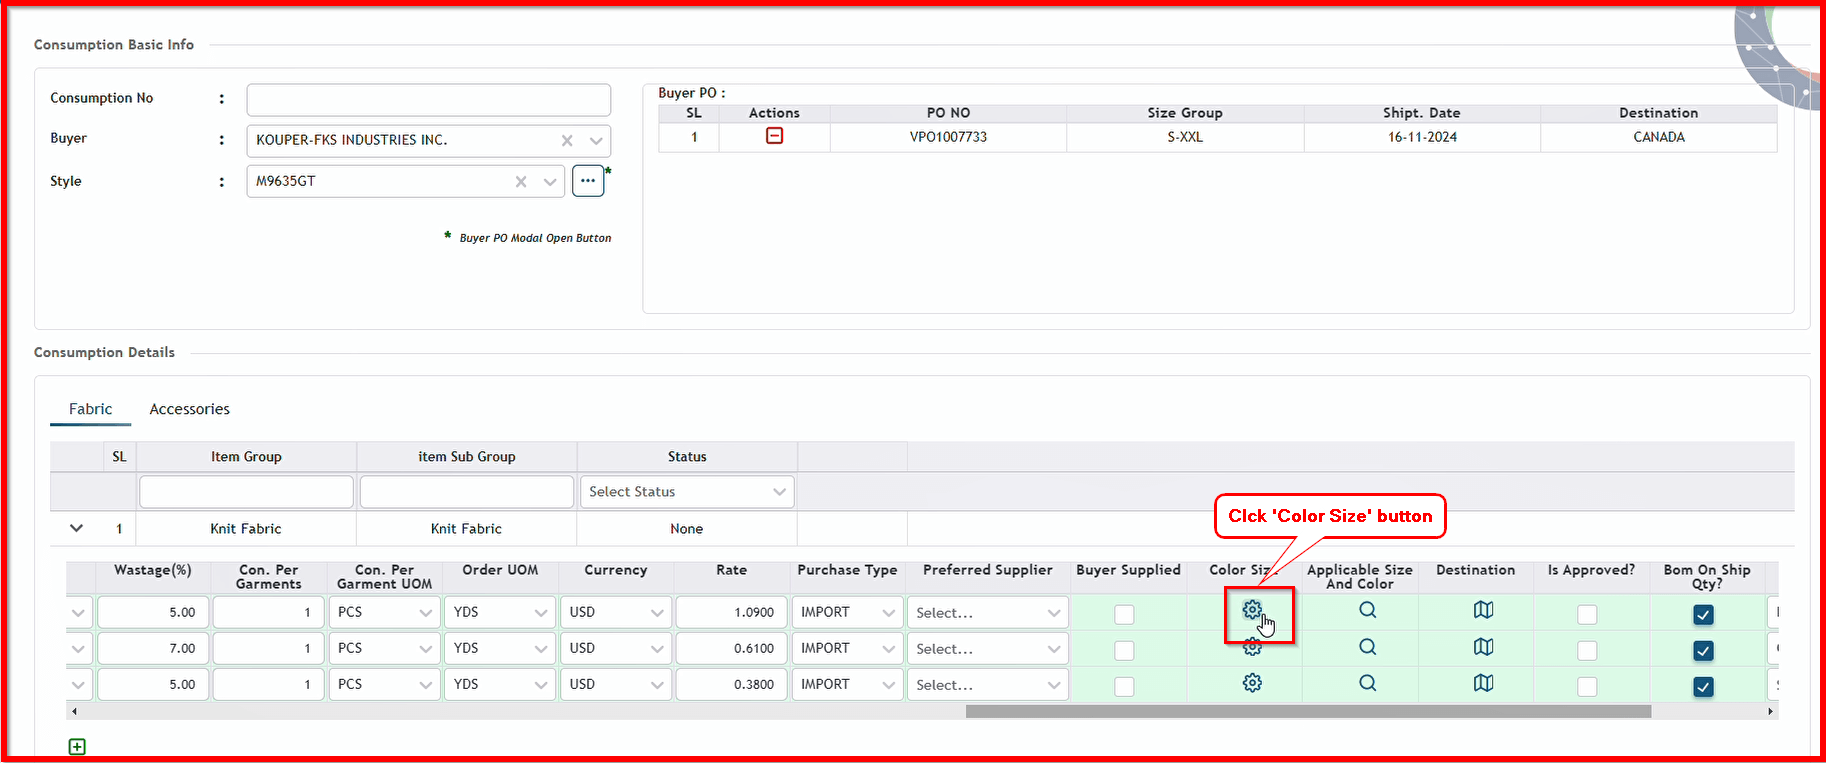 Consumption Basic Info
Consumption No :
Buyer : KOUPER-FKS INDUSTRIES INC.
Style : M9635GT ... *
* Buyer PO Modal Open Button
Buyer PO :
SL Actions PO NO Size Group Shipt. Date Destination
1 VPO1007733 S-XXL 16-11-2024 CANADA
Consumption Details
Fabric Accessories
SL Item Group item Sub Group Status
Select Status
1 Knit Fabric Knit Fabric None
Clck 'Color Size' button
Wastage(%) Con. Per Garments Con. Per Garment UOM Order UOM Currency Rate Purchase Type Preferred Supplier Buyer Supplied Color Size Applicable Size And Color Destination Is Approved? Bom On Ship Qty?
5.00 1 PCS YDS USD 1.0900 IMPORT Select...
7.00 1 PCS YDS USD 0.6100 IMPORT Select...
5.00 1 PCS YDS USD 0.3800 IMPORT Select...